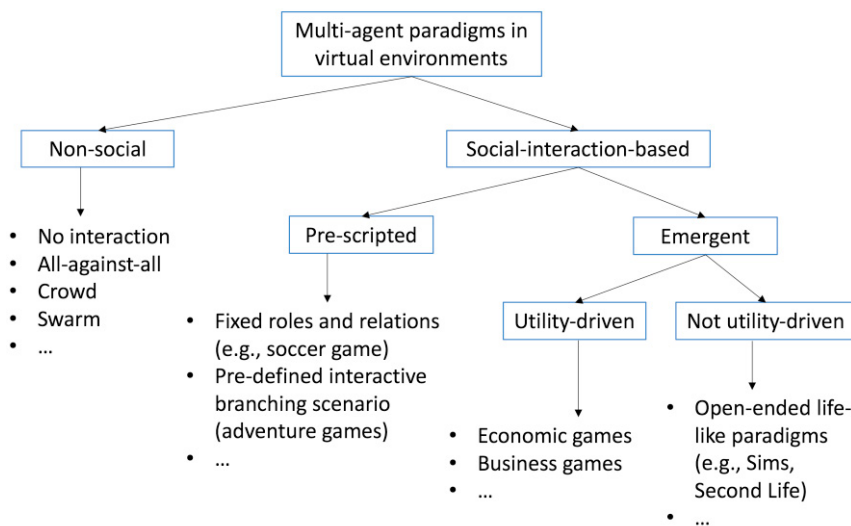 Multi-agent paradigms in
virtual environments
Non-social
Social-interaction-based
• No interaction
• All-against-all
• Crowd
• Swarm
• ...
Pre-scripted
Emergent
• Fixed roles and relations
(e.g., soccer game)
• Pre-defined interactive
branching scenario
(adventure games)
• ...
Utility-driven
Not utility-driven
• Economic games
• Business games
• ...
• Open-ended life-
like paradigms
(e.g., Sims,
Second Life)
• ...